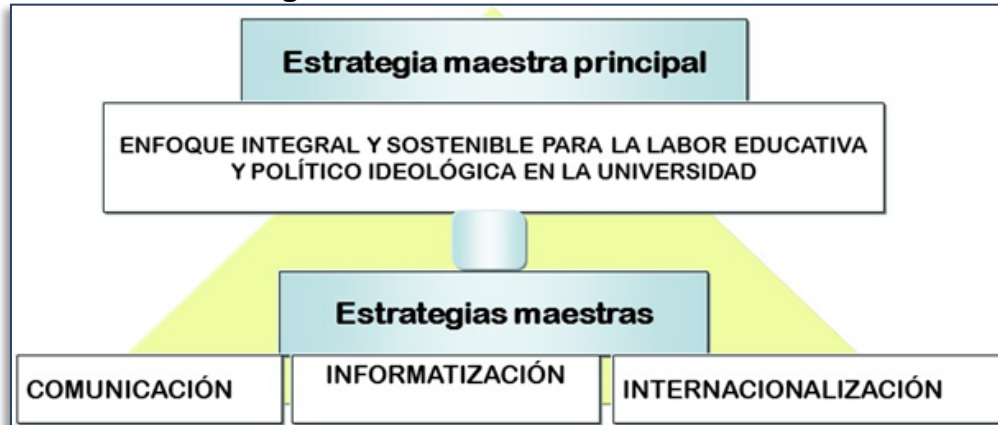 Estrategia maestra principal
ENFOQUE INTEGRAL Y SOSTENIBLE PARA LA LABOR EDUCATIVA
Y POLÍTICO IDEOLÓGICA EN LA UNIVERSIDAD
Estrategias maestras
COMUNICACIÓN
INFORMATIZACIÓN
INTERNACIONALIZACIÓN